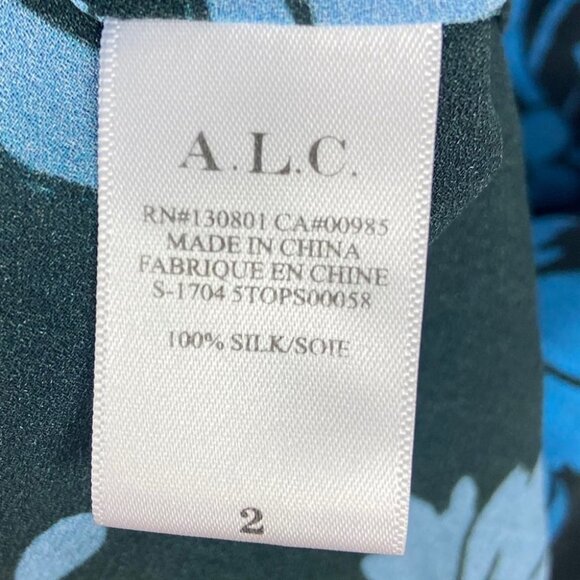 A.L.C.
RN#130801 CA#00985
MADE IN CHINA
FABRIQUE EN CHINE
S-1704 5TOPS00058
100% SILK/SOIE
2